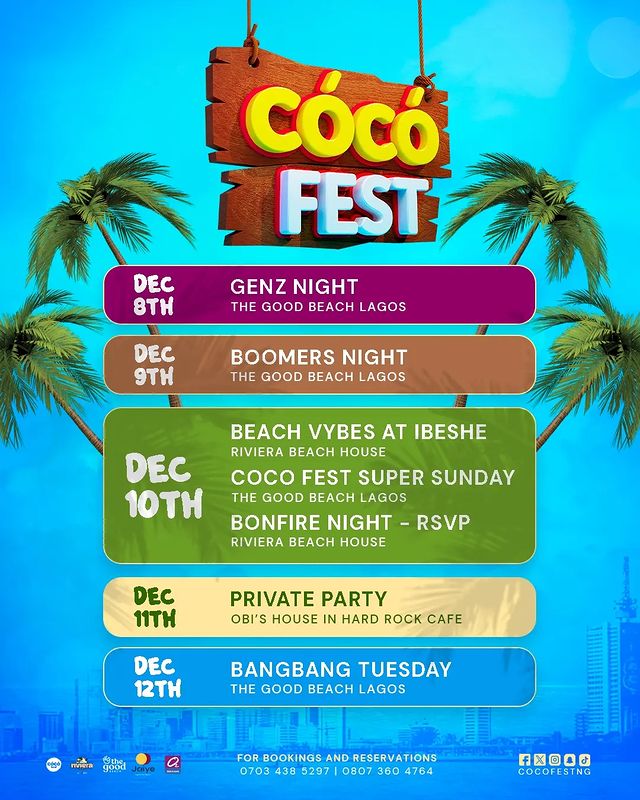 CÓCÓ
FEST
DEC
8TH
GENZ NIGHT
THE GOOD BEACH LAGOS
DEC
9TH
BOOMERS NIGHT
THE GOOD BEACH LAGOS
DEC
10TH
BEACH VYBES AT IBESHE
RIVIERA BEACH HOUSE
COCO FEST SUPER SUNDAY
THE GOOD BEACH LAGOS
BONFIRE NIGHT - RSVP
RIVIERA BEACH HOUSE
DEC
11TH
PRIVATE PARTY
OBI'S HOUSE IN HARD ROCK CAFE
DEC
12TH
BANGBANG TUESDAY
THE GOOD BEACH LAGOS
riviera
the good
Jaiye
FOR BOOKINGS AND RESERVATIONS
0703 438 5297 | 0807 360 4764
COCOFESTNG